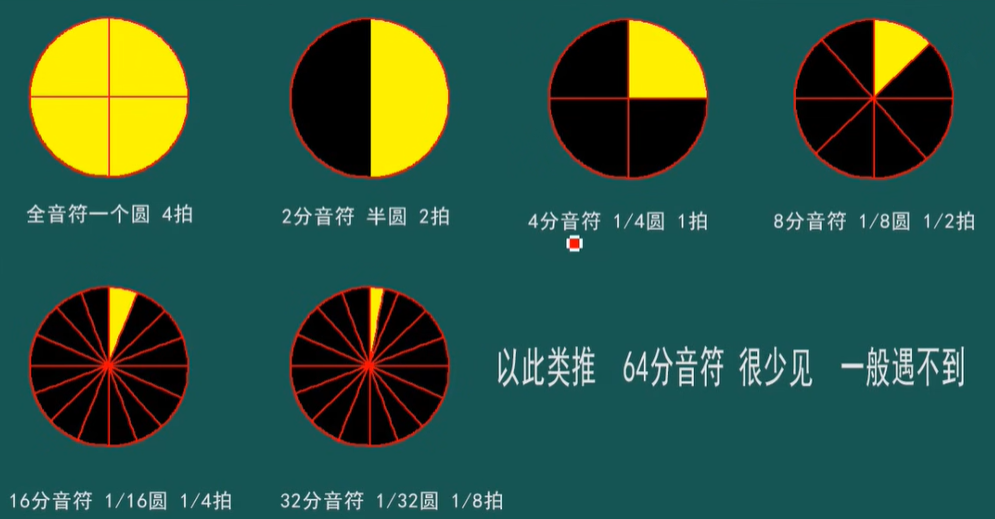 全音符一个圆 4拍
2分音符 半圆 2拍
4分音符 1/4圆 1拍
8分音符 1/8圆 1/2拍
以此类推 64分音符 很少见 一般遇不到
16分音符 1/16圆 1/4拍
32分音符 1/32圆 1/8拍